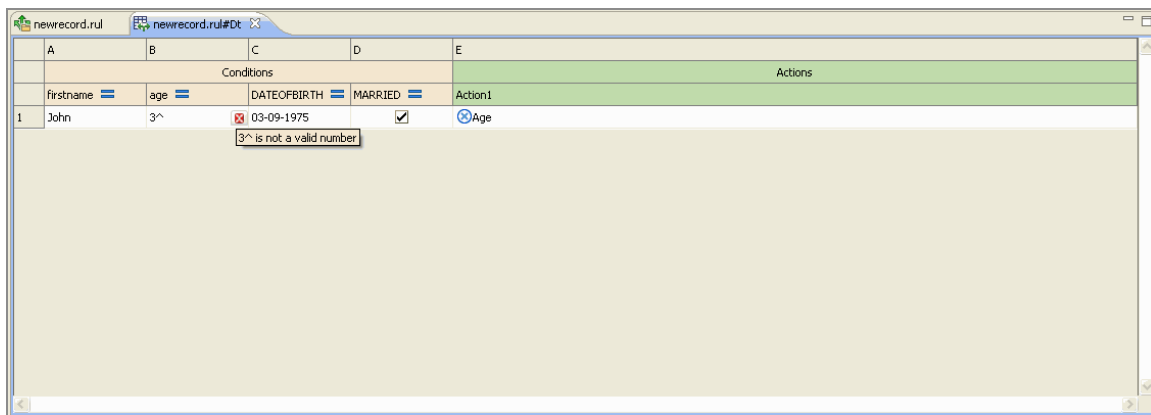 newrecord.rul newrecord.rul#Dt
A B C D E
Conditions Actions
firstname = age = DATEOFBIRTH = MARRIED = Action1
1 John 3^ 03-09-1975 Age
3^ is not a valid number